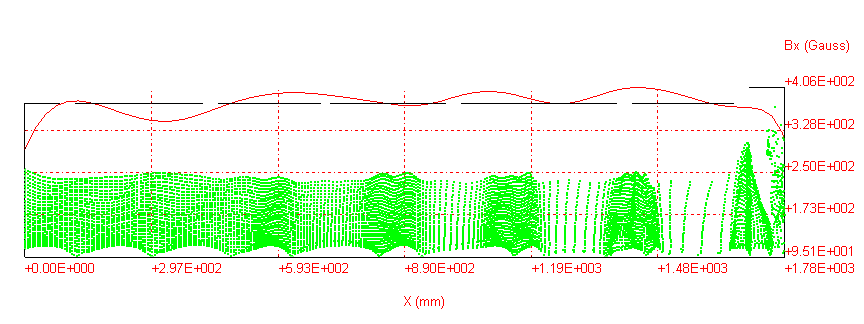 Bx (Gauss)
+4.06E+002
+3.28E+002
+2.50E+002
+1.73E+002
+9.51E+001
+0.00E+000 +2.97E+002 +5.93E+002 +8.90E+002 +1.19E+003 +1.48E+003 +1.78E+003
X (mm)